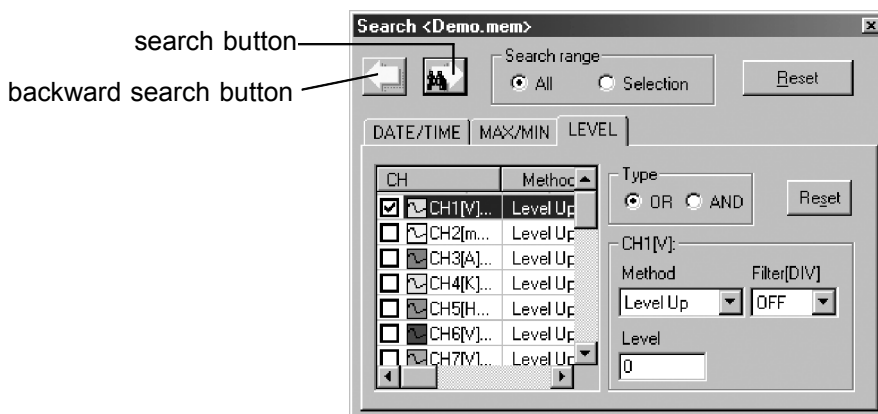 search button
backward search button
Search <Demo.mem>
Search range
All
Selection
Reset
DATE/TIME
MAX/MIN
LEVEL
CH
Method
CH1[V]... Level Up
CH2[m... Level Up
CH3[A]... Level Up
CH4[K]... Level Up
CH5[H... Level Up
CH6[V]... Level Up
CH7[V]... Level Up
Type
OR
AND
Reset
CH1[V]:
Method
Filter[DIV]
Level Up
OFF
Level
0